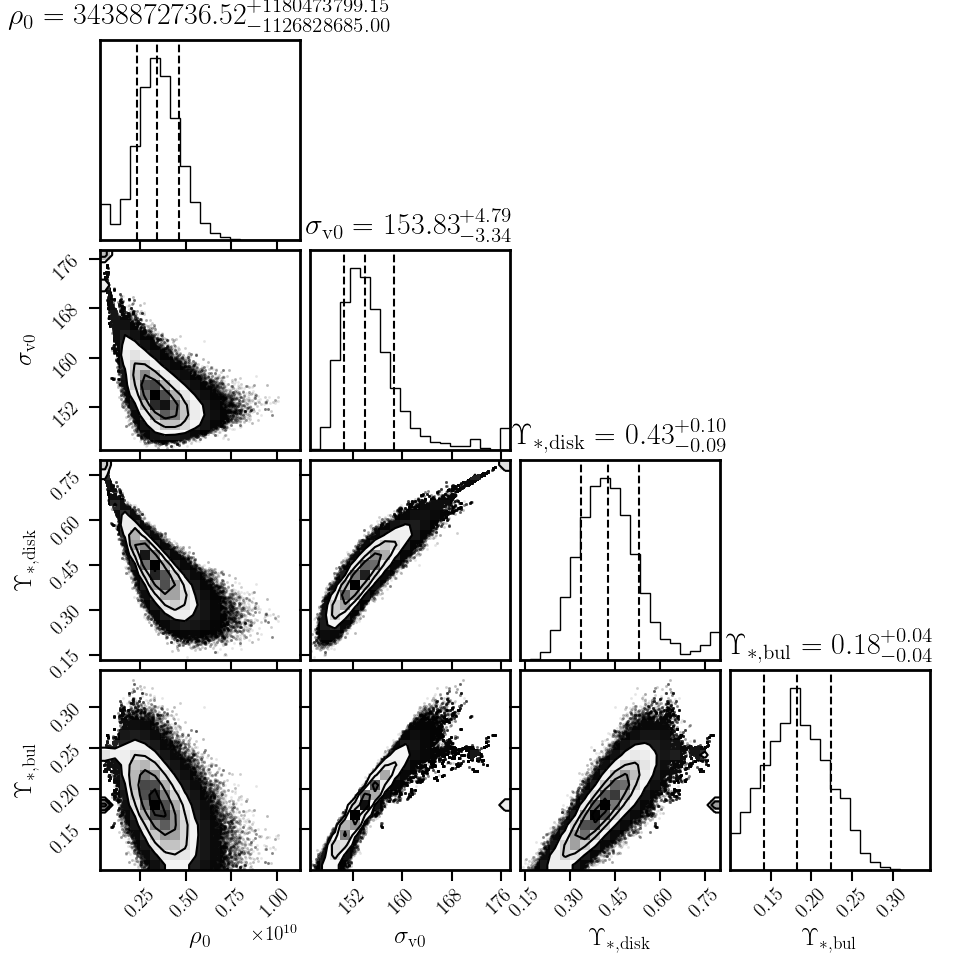 ρ₀ = 3438872736.52⁺¹¹⁸⁰⁴⁷³⁷⁹⁹·¹⁵₋₁₁₂₆₈₂₈₆₈₅.₀₀
σᵥ₀ = 153.83⁺⁴·⁷⁹₋₃.₃₄
176
168
160
152
σᵥ₀
ϒ*,disk = 0.43⁺⁰·¹⁰₋₀.₀₉
0.75
0.60
0.45
0.30
0.15
ϒ*,disk
ϒ*,bul = 0.18⁺⁰·⁰⁴₋₀.₀₄
0.30
0.25
0.20
0.15
ϒ*,bul
0.25 0.50 0.75 1.00 152 160 168 176 0.15 0.30 0.45 0.60 0.75 0.15 0.20 0.25 0.30
ρ₀ ×10¹⁰ σᵥ₀ ϒ*,disk ϒ*,bul